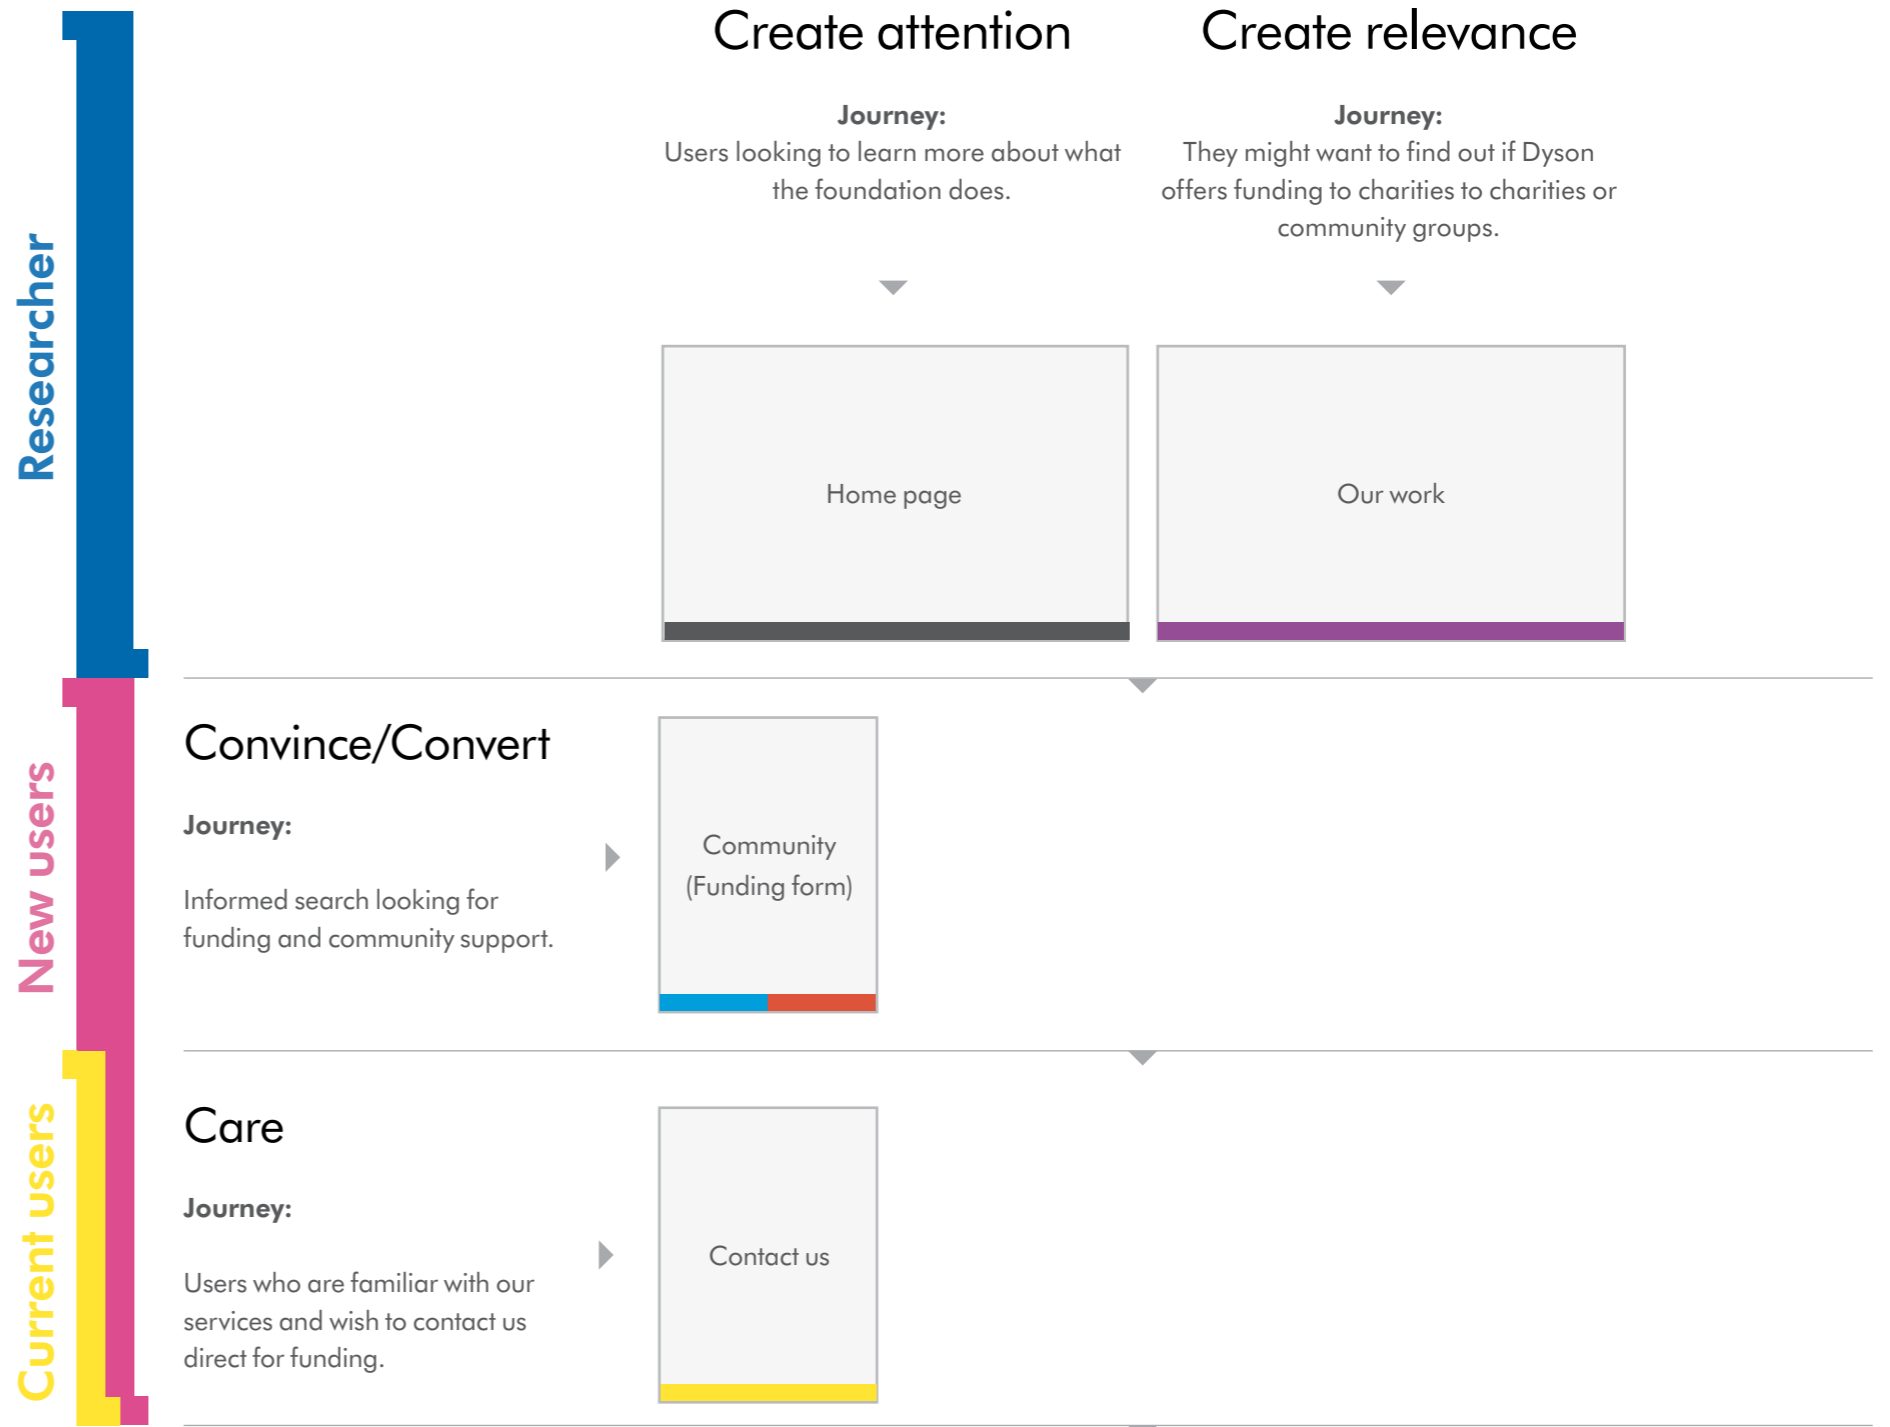 Create attention
Journey:
Users looking to learn more about what
the foundation does.
Create relevance
Journey:
They might want to find out if Dyson
offers funding to charities to charities or
community groups.
Researcher
Home page
Our work
New users
Convince/Convert
Journey:
Informed search looking for
funding and community support.
Community
(Funding form)
Current users
Care
Journey:
Users who are familiar with our
services and wish to contact us
direct for funding.
Contact us